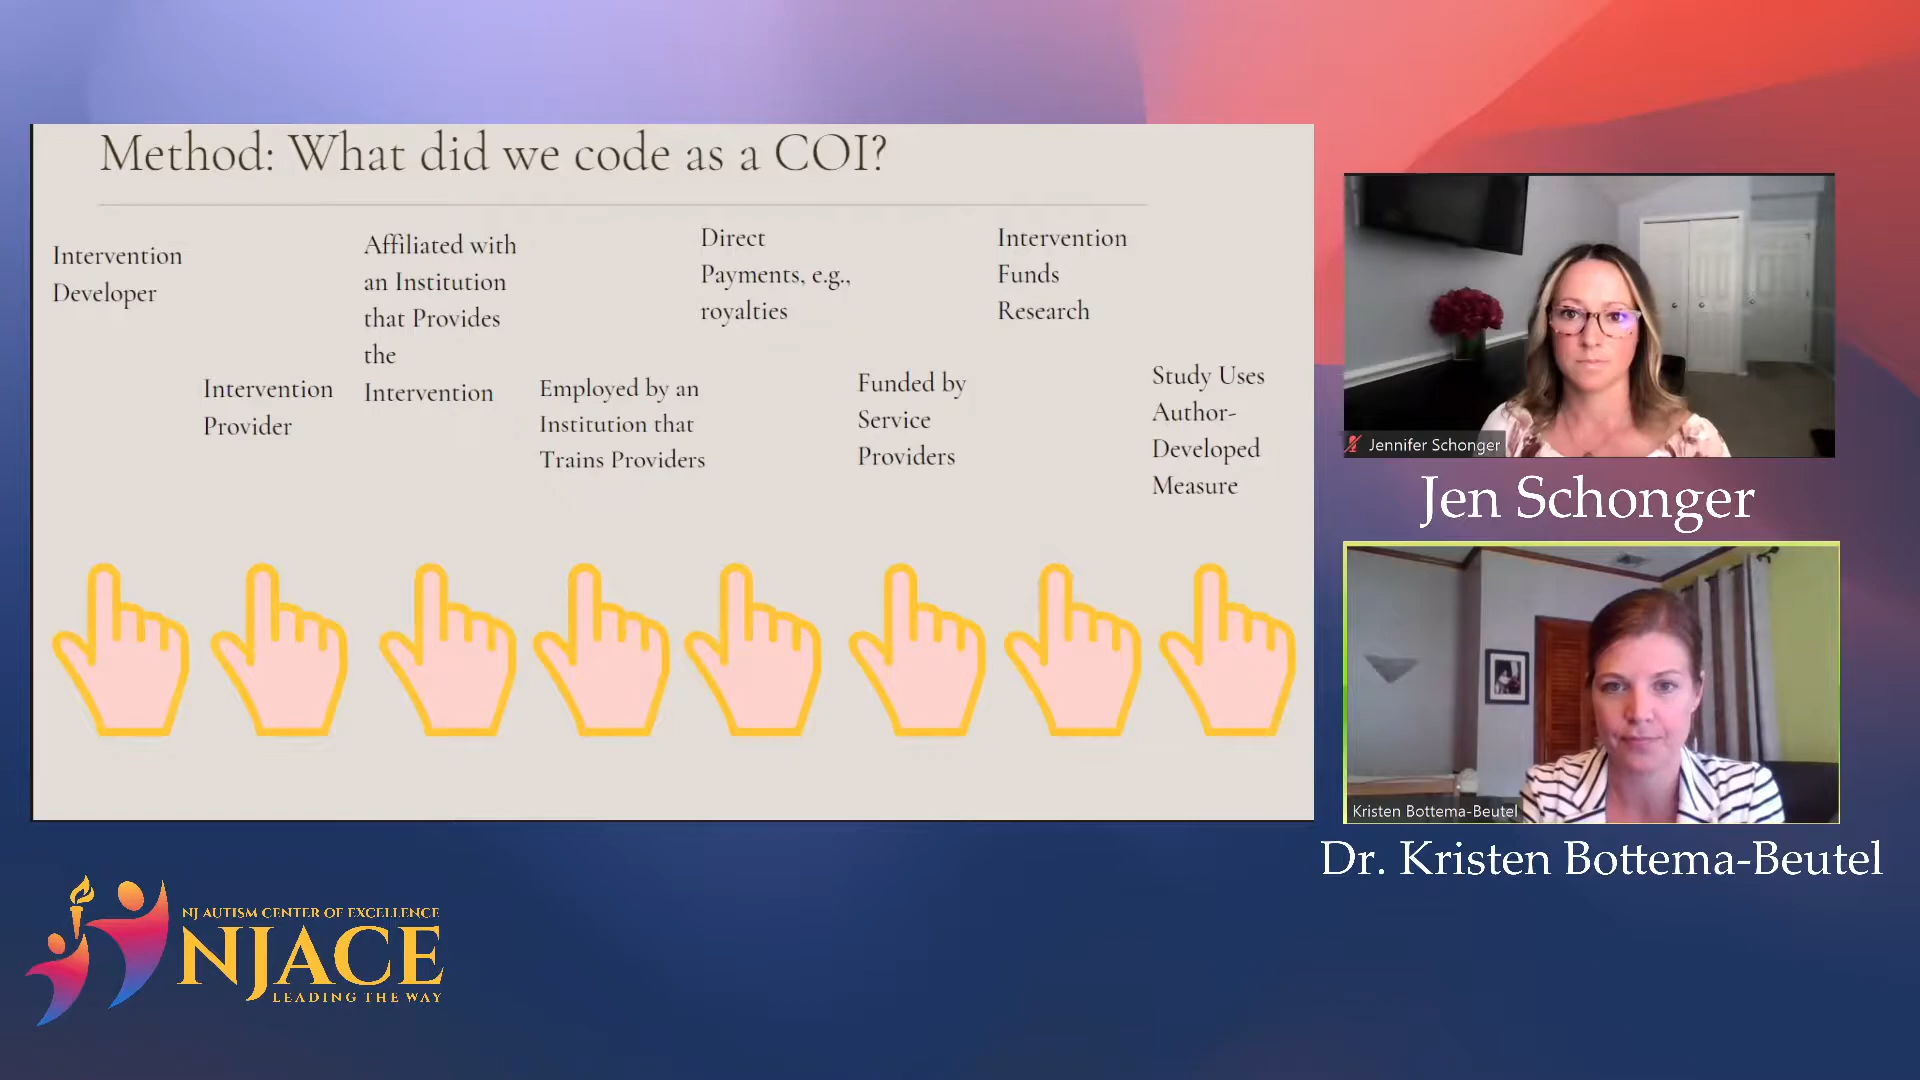 Method: What did we code as a COI?
Intervention
Developer
Intervention
Provider
Affiliated with
an Institution
that Provides
the
Intervention
Employed by an
Institution that
Trains Providers
Direct
Payments, e.g.,
royalties
Funded by
Service
Providers
Intervention
Funds
Research
Study Uses
Author-
Developed
Measure
Jennifer Schonger
Jen Schonger
Kristen Bottema-Beutel
Dr. Kristen Bottema-Beutel
NJ AUTISM CENTER OF EXCELLENCE
NJACE
LEADING THE WAY